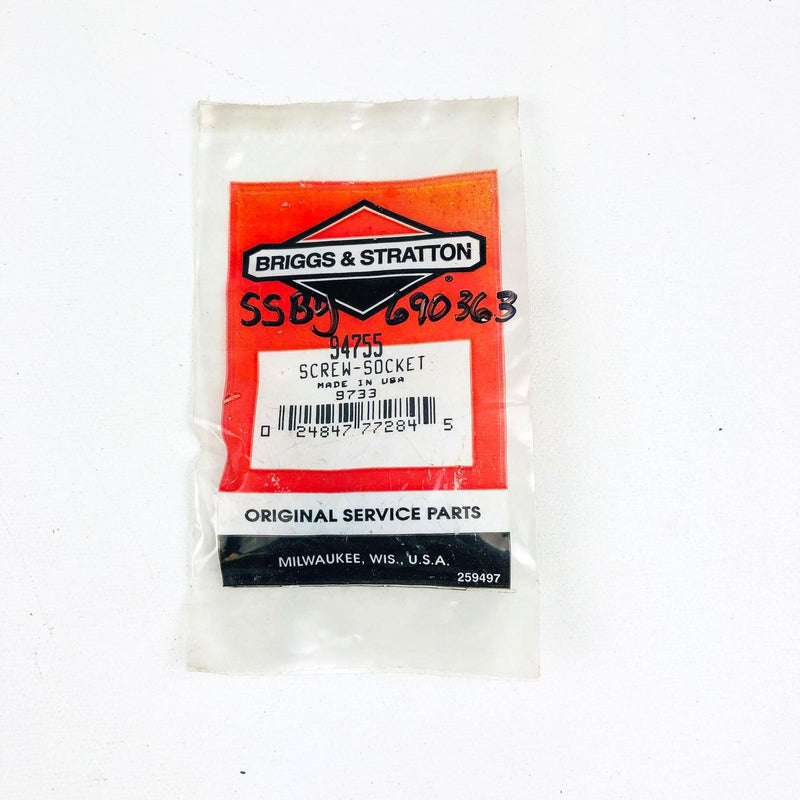 BRIGGS & STRATTON
®
SSBy 690363
94755
SCREW-SOCKET
MADE IN USA
9733
0 24847 77284 5
ORIGINAL SERVICE PARTS
MILWAUKEE, WIS., U.S.A.
259497